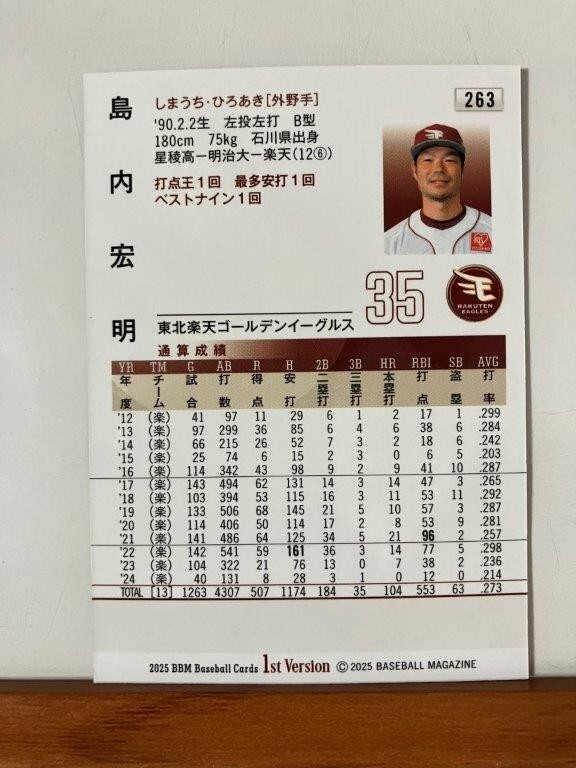 263
島内宏明
しまうち・ひろあき[外野手]
'90.2.2生 左投左打 B型
180cm 75kg 石川県出身
星稜高－明治大－楽天(12⑥)
打点王1回 最多安打1回
ベストナイン1回
35
RAKUTEN
EAGLES
東北楽天ゴールデンイーグルス
通算成績
YR TM G AB R H 2B 3B HR RBI SB AVG
年度 チーム 試合 打数 得点 安打 二塁打 三塁打 本塁打 打点 盗塁 打率
'12 (楽) 41 97 11 29 6 1 2 17 1 .299
'13 (楽) 97 299 36 85 6 4 6 38 6 .284
'14 (楽) 66 215 26 52 7 3 2 18 6 .242
'15 (楽) 25 74 6 15 2 3 0 6 5 .203
'16 (楽) 114 342 43 98 9 2 9 41 10 .287
'17 (楽) 143 494 62 131 14 3 14 47 3 .265
'18 (楽) 103 394 53 115 16 3 11 53 11 .292
'19 (楽) 133 506 68 145 21 5 10 57 3 .287
'20 (楽) 114 406 50 114 17 2 8 53 9 .281
'21 (楽) 141 486 64 125 34 5 21 96 2 .257
'22 (楽) 142 541 59 161 36 3 14 77 5 .298
'23 (楽) 104 322 21 76 13 0 7 38 2 .236
'24 (楽) 40 131 8 28 3 1 0 12 0 .214
TOTAL [13] 1263 4307 507 1174 184 35 104 553 63 .273
2025 BBM Baseball Cards 1st Version © 2025 BASEBALL MAGAZINE